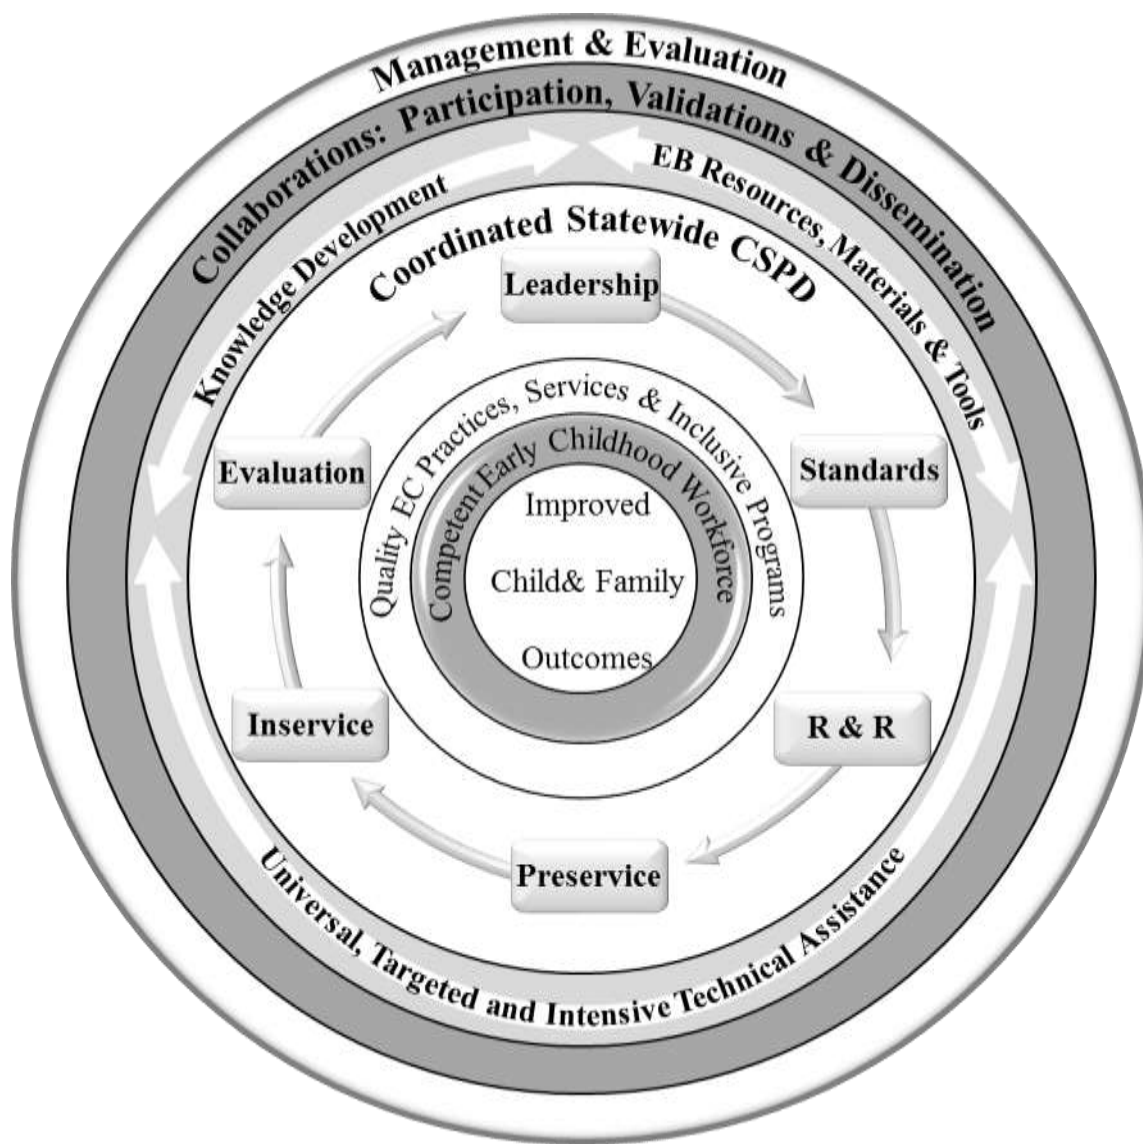 Management & Evaluation
Collaborations: Participation, Validations & Dissemination
Knowledge Development
EB Resources, Materials & Tools
Universal, Targeted and Intensive Technical Assistance
Coordinated Statewide CSPD
Leadership
Standards
R & R
Preservice
Inservice
Evaluation
Quality EC Practices, Services & Inclusive Programs
Competent Early Childhood Workforce
Improved
Child& Family
Outcomes